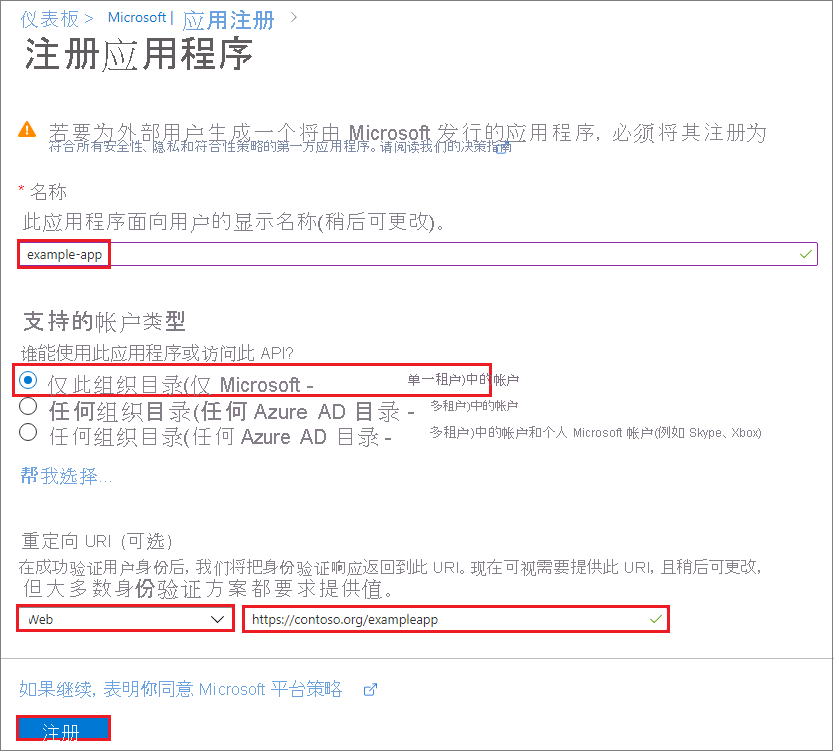 仪表板 > Microsoft | 应用注册 >
注册应用程序
若要为外部用户生成一个将由 Microsoft 发行的应用程序, 必须将其注册为
符合所有安全性、隐私和符合性策略的第一方应用程序。请阅读我们的决策指南
* 名称
此应用程序面向用户的显示名称(稍后可更改)。
example-app
支持的帐户类型
谁能使用此应用程序或访问此 API?
仅此组织目录(仅 Microsoft - 单一租户)中的帐户
任何组织目录(任何 Azure AD 目录 - 多租户)中的帐户
任何组织目录(任何 Azure AD 目录 - 多租户)中的帐户和个人 Microsoft 帐户(例如 Skype、Xbox)
帮我选择...
重定向 URI (可选)
在成功验证用户身份后, 我们将把身份验证响应返回到此 URI。现在可视需要提供此 URI, 且稍后可更改,
但大多数身份验证方案都要求提供值。
Web https://contoso.org/exampleapp
如果继续, 表明你同意 Microsoft 平台策略
注册